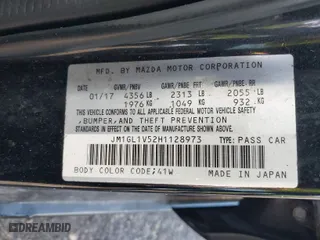 MFD. BY MAZDA MOTOR CORPORATION
GVWR/PNBV GAWR/PNBE FRT GAWR/PNBE RR
01/17 4356 LB 2313 LB 2055 LB
1976 KG 1049 KG 932 KG
THIS VEHICLE CONFORMS TO ALL APPLICABLE
FEDERAL MOTOR VEHICLE SAFETY,
BUMPER, AND THEFT PREVENTION
STANDARDS IN EFFECT ON THE DATE OF
MANUFACTURE SHOWN ABOVE.
JM1GL1V52H1128973 TYPE: PASS CAR
BODY COLOR CODE/41W
MADE IN JAPAN
DREAMBID